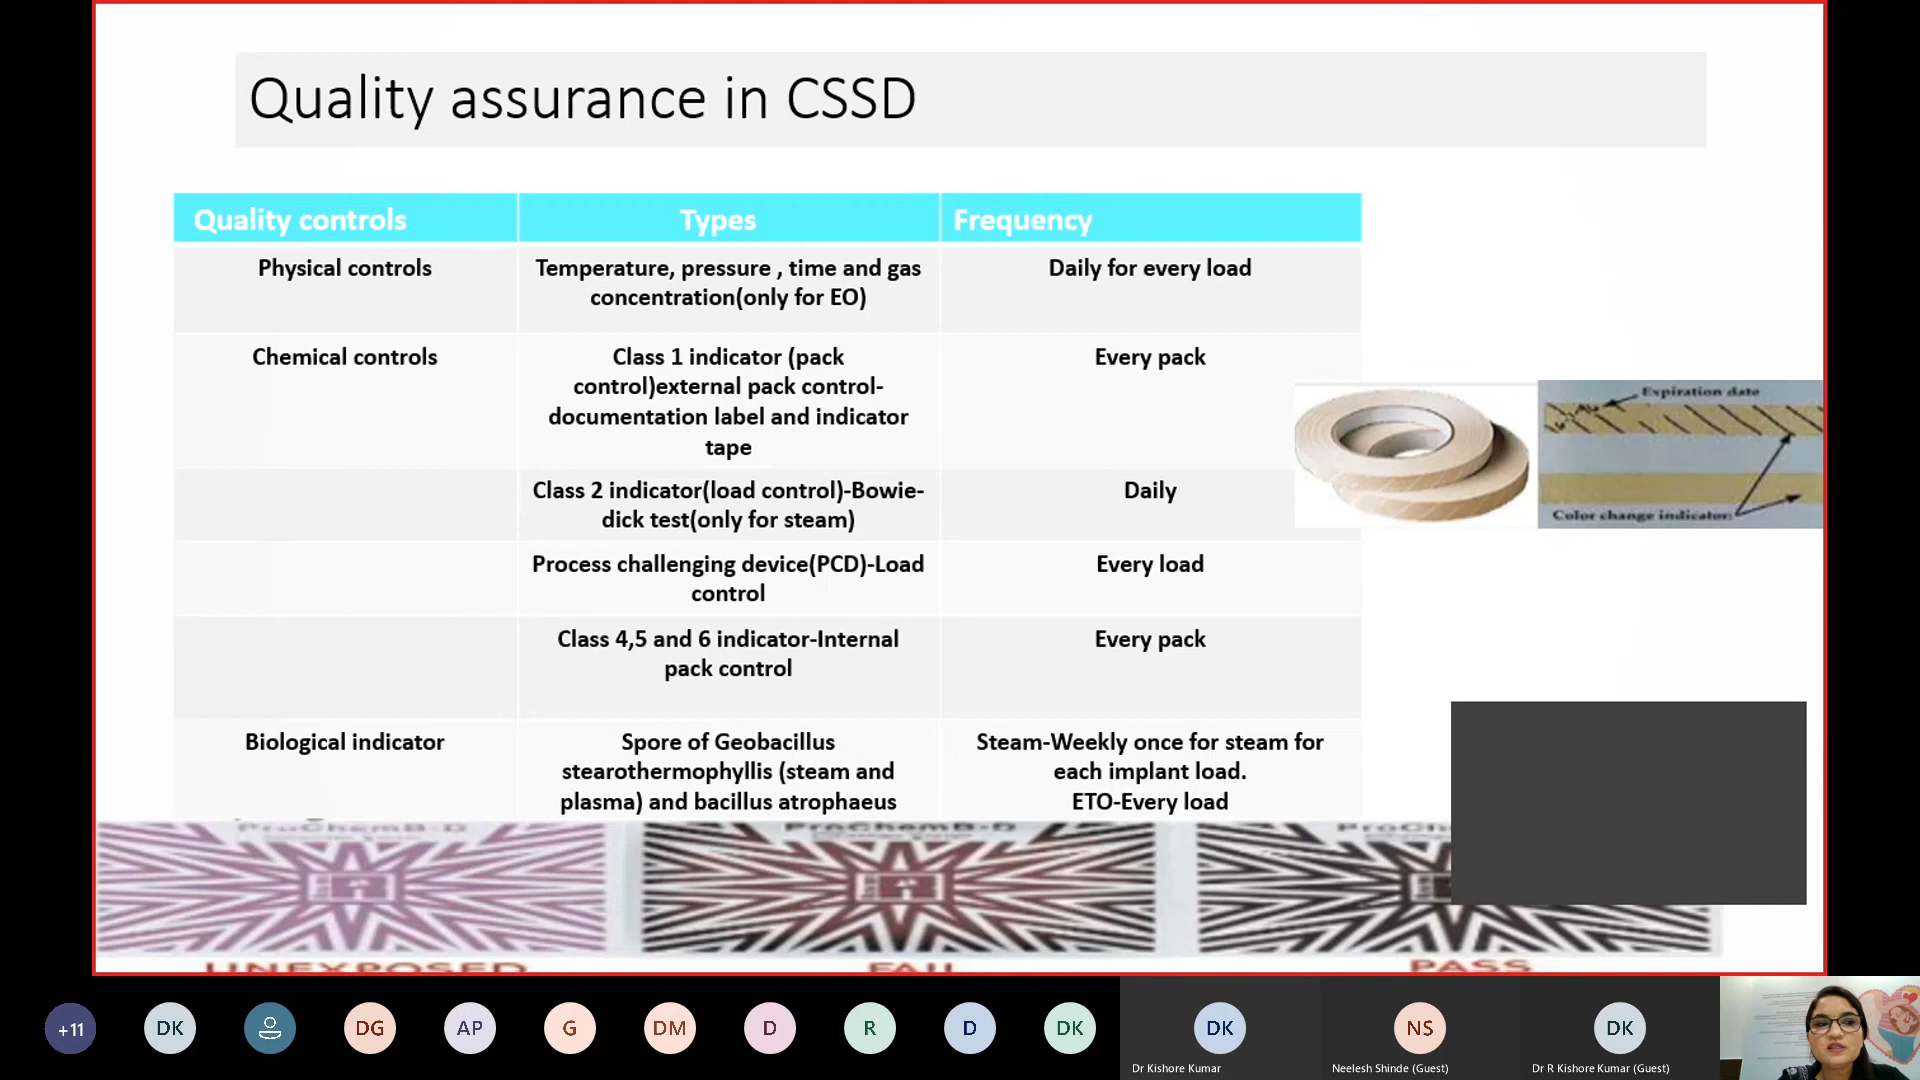 Quality assurance in CSSD
Quality controls
Types
Frequency
Physical controls
Temperature, pressure , time and gas
concentration(only for EO)
Daily for every load
Chemical controls
Class 1 indicator (pack
control)external pack control-
documentation label and indicator
tape
Every pack
Class 2 indicator(load control)-Bowie-
dick test(only for steam)
Daily
Process challenging device(PCD)-Load
control
Every load
Class 4,5 and 6 indicator-Internal
pack control
Every pack
Biological indicator
Spore of Geobacillus
stearothermophyllis (steam and
plasma) and bacillus atrophaeus
Steam-Weekly once for steam for
each implant load.
ETO-Every load
Expiration date
Color change indicator:
UNEXPOSED
FAIL
PASS
+11
DK
DG
AP
G
DM
D
R
D
DK
DK
NS
DK
Dr Kishore Kumar
Neelesh Shinde (Guest)
Dr R Kishore Kumar (Guest)